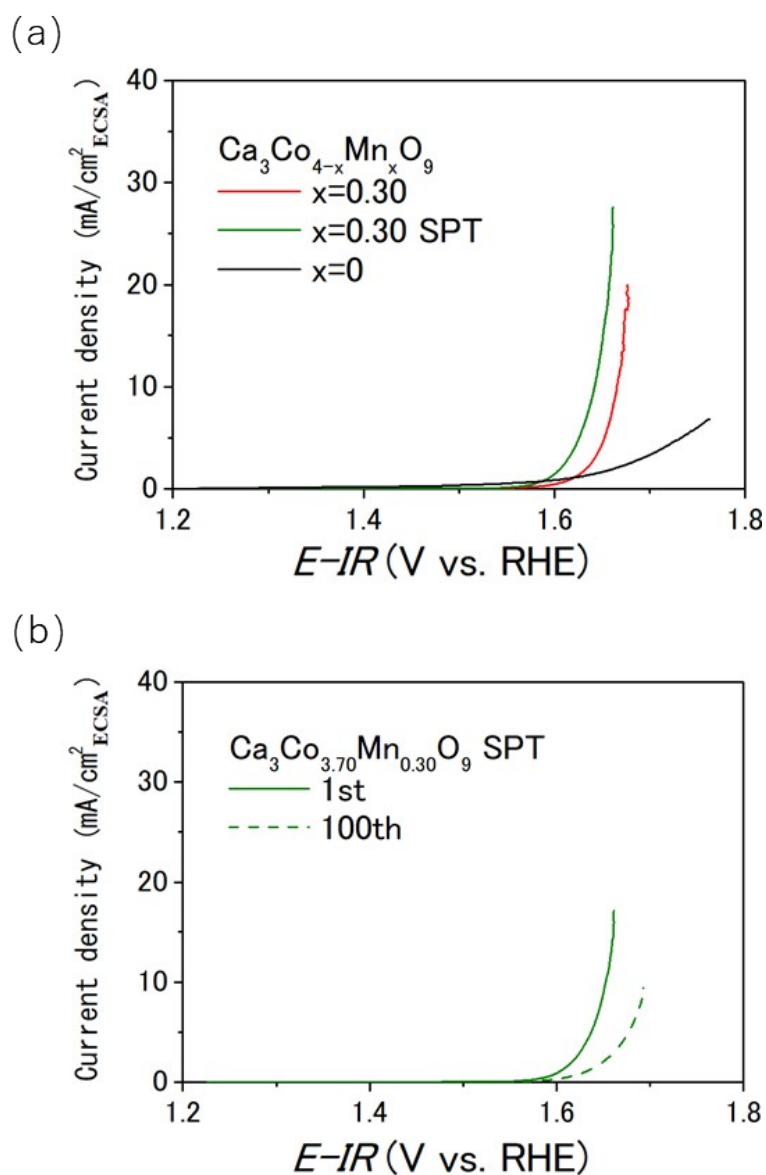 (a)
40
30
20
10
0
Current density (mA/cm²ECSA)
Ca₃Co₄₋ₓMnₓO₉
x=0.30
x=0.30 SPT
x=0
1.2 1.4 1.6 1.8
E-IR(V vs. RHE)
(b)
40
30
20
10
0
Current density (mA/cm²ECSA)
Ca₃Co₃.₇₀Mn₀.₃₀O₉ SPT
1st
100th
1.2 1.4 1.6 1.8
E-IR(V vs. RHE)